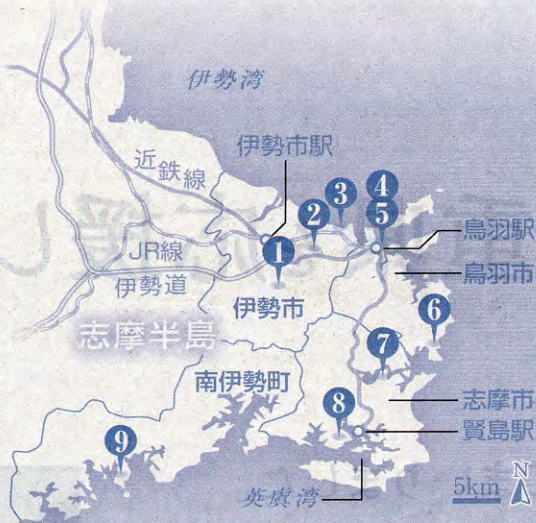 伊勢湾
伊勢市駅
近鉄線
4
3
2
5
鳥羽駅
1
JR線
伊勢道
鳥羽市
伊勢市
6
志摩半島
7
南伊勢町
志摩市
8
賢島駅
9
英虞湾
5km
N